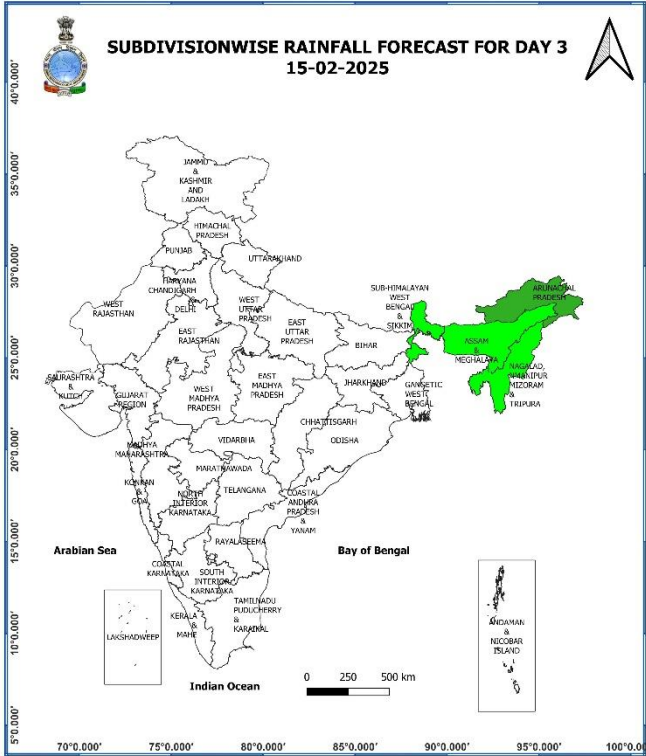 SUBDIVISIONWISE RAINFALL FORECAST FOR DAY 3
15-02-2025
40°0.000'
35°0.000'
30°0.000'
25°0.000'
20°0.000'
15°0.000'
10°0.000'
5°0.000'
JAMMU
&
KASHMIR
AND
LADAKH
HIMACHAL
PRADESH
PUNJAB
UTTARAKHAND
HARYANA
CHANDIGARH
&
DELHI
WEST
RAJASTHAN
WEST
UTTAR
PRADESH
EAST
RAJASTHAN
EAST
UTTAR
PRADESH
SUB-HIMALAYAN
WEST
BENGAL
&
SIKKIM
ARUNACHAL
PRADESH
ASSAM
&
MEGHALAYA
NAGALAD,
MANIPUR
MIZORAM
&
TRIPURA
BIHAR
JHARKHAND
GANGETIC
WEST
BENGAL
SAURASHTRA
&
KUTCH
GUJARAT
REGION
WEST
MADHYA
PRADESH
EAST
MADHYA
PRADESH
CHHATTISGARH
ODISHA
VIDARBHA
MADHYA
MAHARASHTRA
MARATHAWADA
KONKAN
&
GOA
NORTH
INTERIOR
KARNATAKA
TELANGANA
COASTAL
ANDHRA
PRADESH
&
YANAM
RAYALASEEMA
Arabian Sea
Bay of Bengal
COASTAL
KARNATAKA
SOUTH
INTERIOR
KARNATAKA
TAMILNADU
PUDUCHERRY
&
KARAIKAL
KERALA
&
MAHE
LAKSHADWEEP
ANDAMAN
&
NICOBAR
ISLAND
Indian Ocean
0 250 500 km
70°0.000' 75°0.000' 80°0.000' 85°0.000' 90°0.000' 95°0.000' 100°0.0